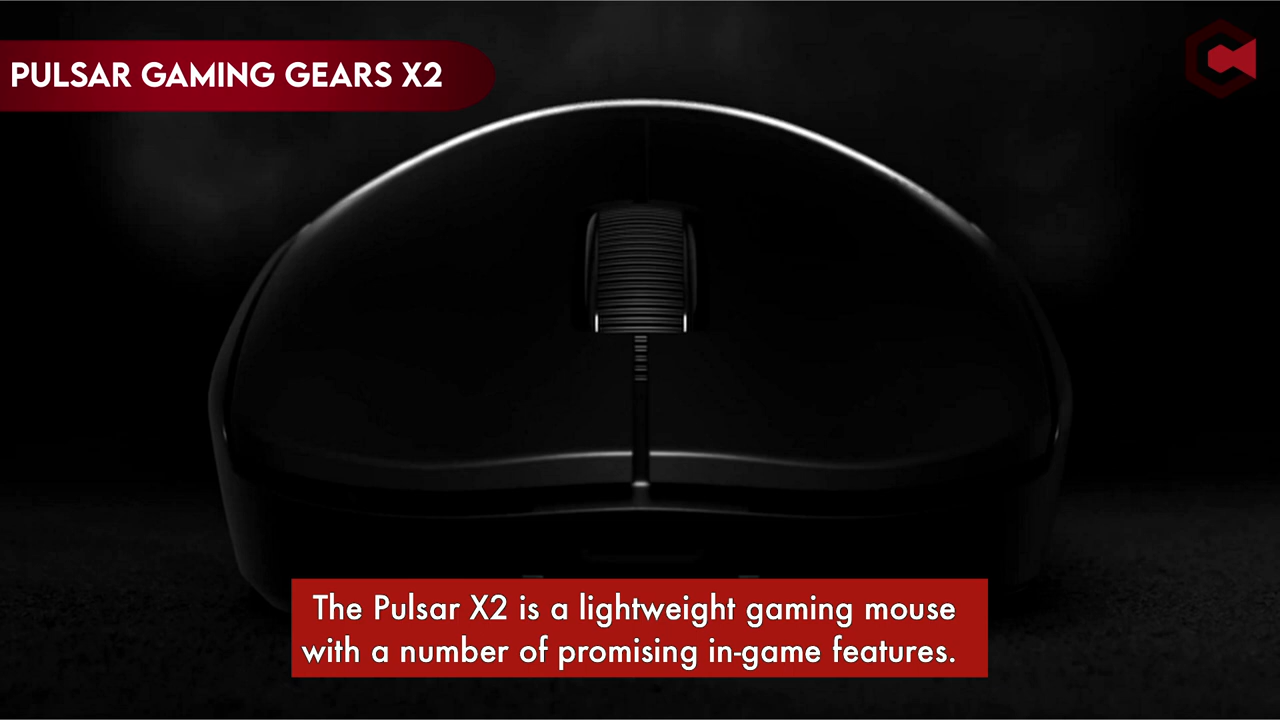 PULSAR GAMING GEARS X2
The Pulsar X2 is a lightweight gaming mouse
with a number of promising in-game features.